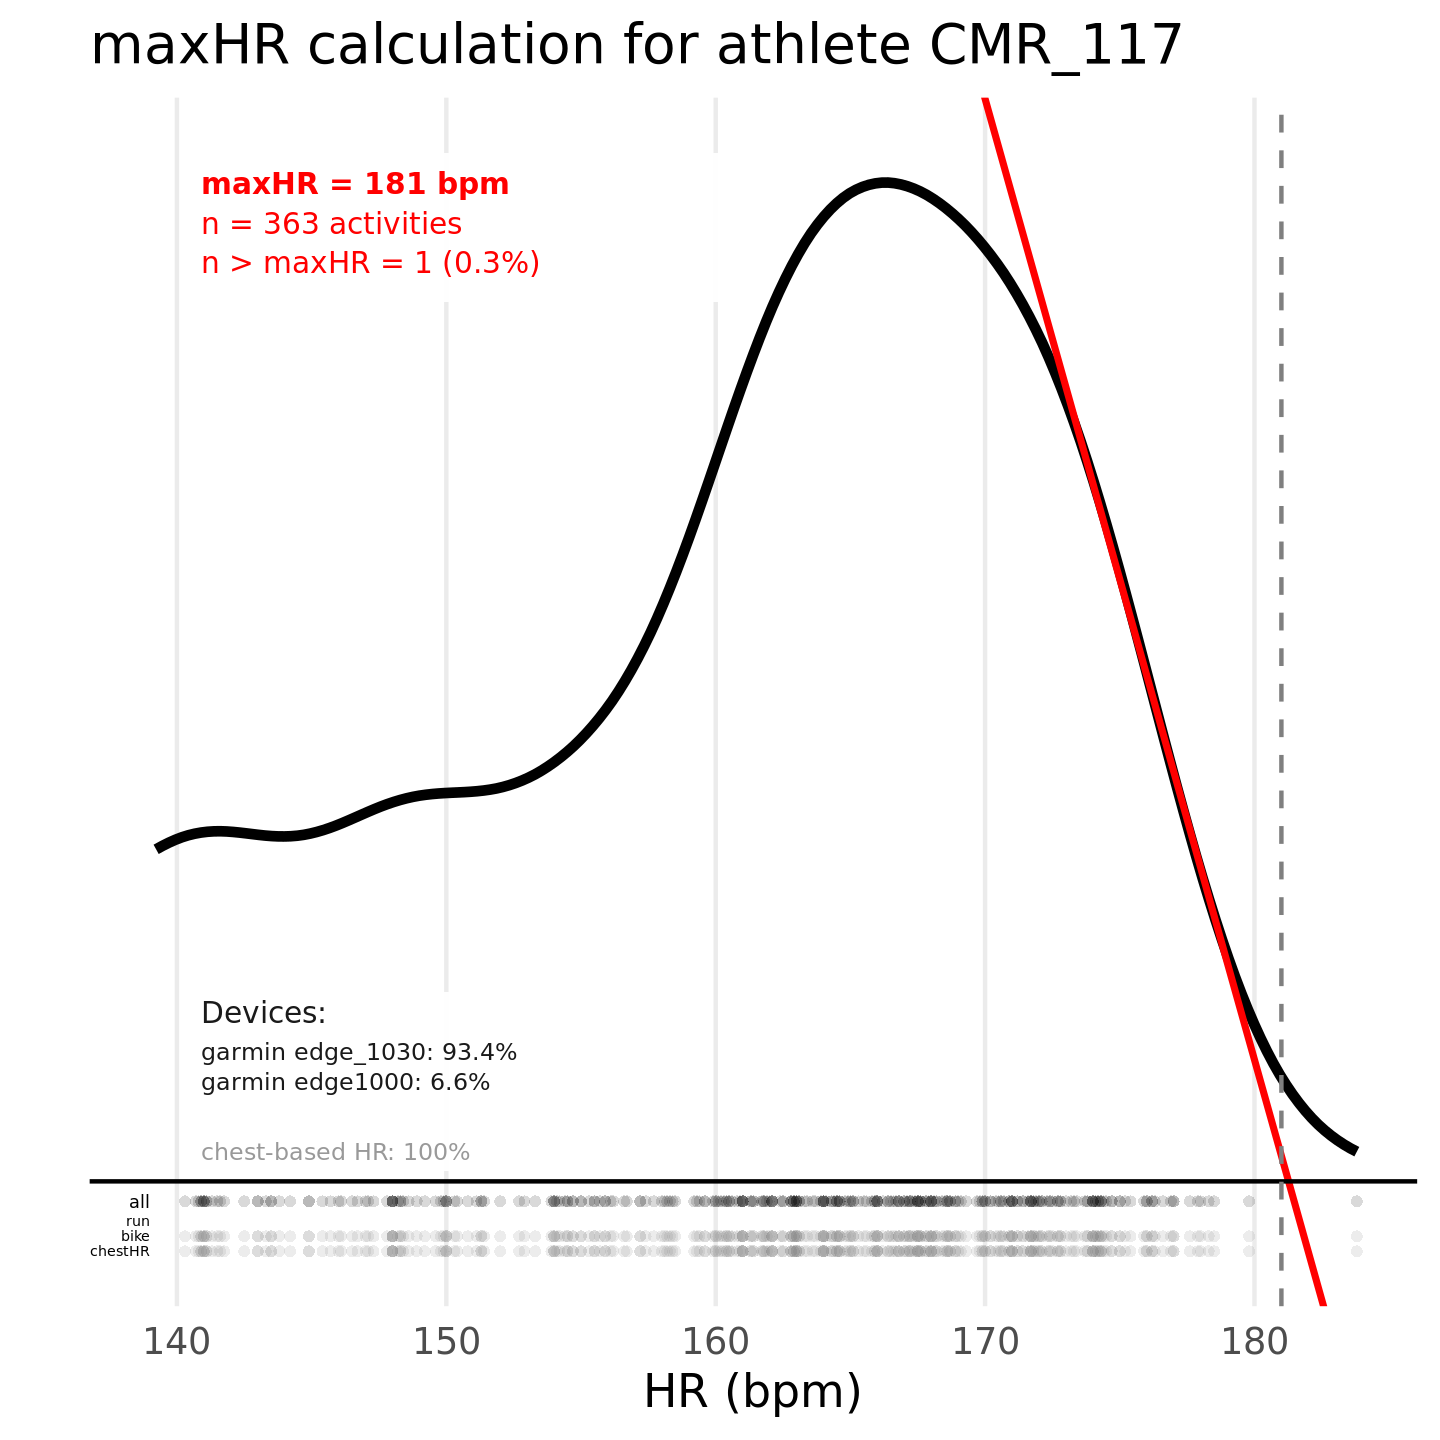 maxHR calculation for athlete CMR_117
maxHR = 181 bpm
n = 363 activities
n > maxHR = 1 (0.3%)
Devices:
garmin edge_1030: 93.4%
garmin edge1000: 6.6%
chest-based HR: 100%
all
run
bike
chestHR
140 150 160 170 180
HR (bpm)